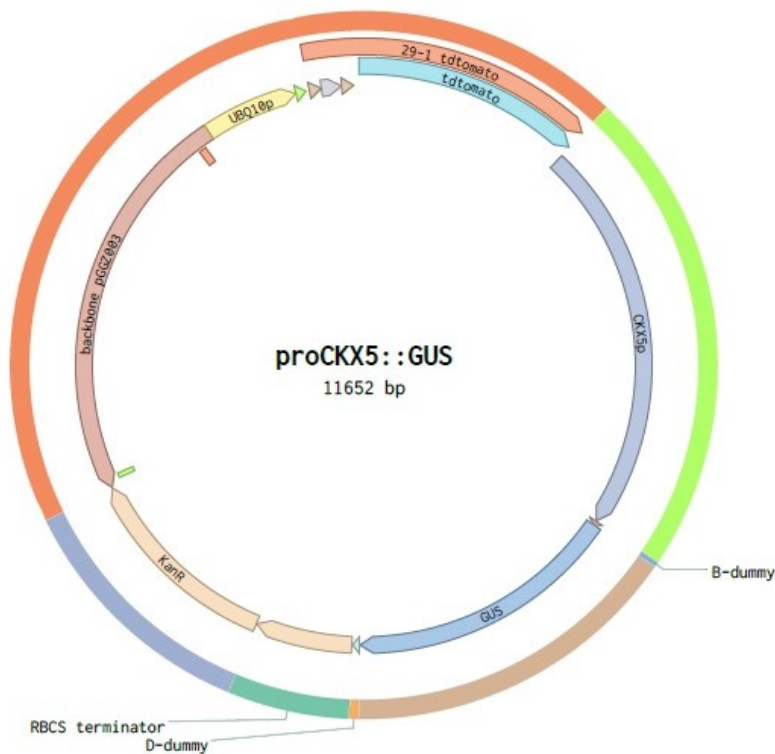 29-1 tdtomato
tdtomato
UBQ10p
backbone pGGZ003
CKX5p
proCKX5::GUS
11652 bp
B-dummy
KanR
GUS
RBCS terminator
D-dummy